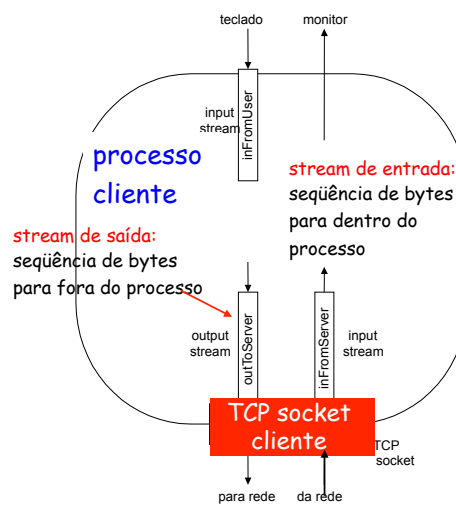 teclado
monitor
input
stream
inFromUser
processo
cliente
stream de entrada:
seqüência de bytes
para dentro do
processo
stream de saída:
seqüência de bytes
para fora do processo
output
stream
outToServer
inFromServer
input
stream
TCP socket
cliente
TCP
socket
para rede
da rede